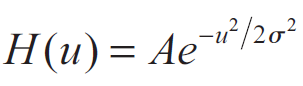 H(u) = Ae^{-u^2/2σ^2}